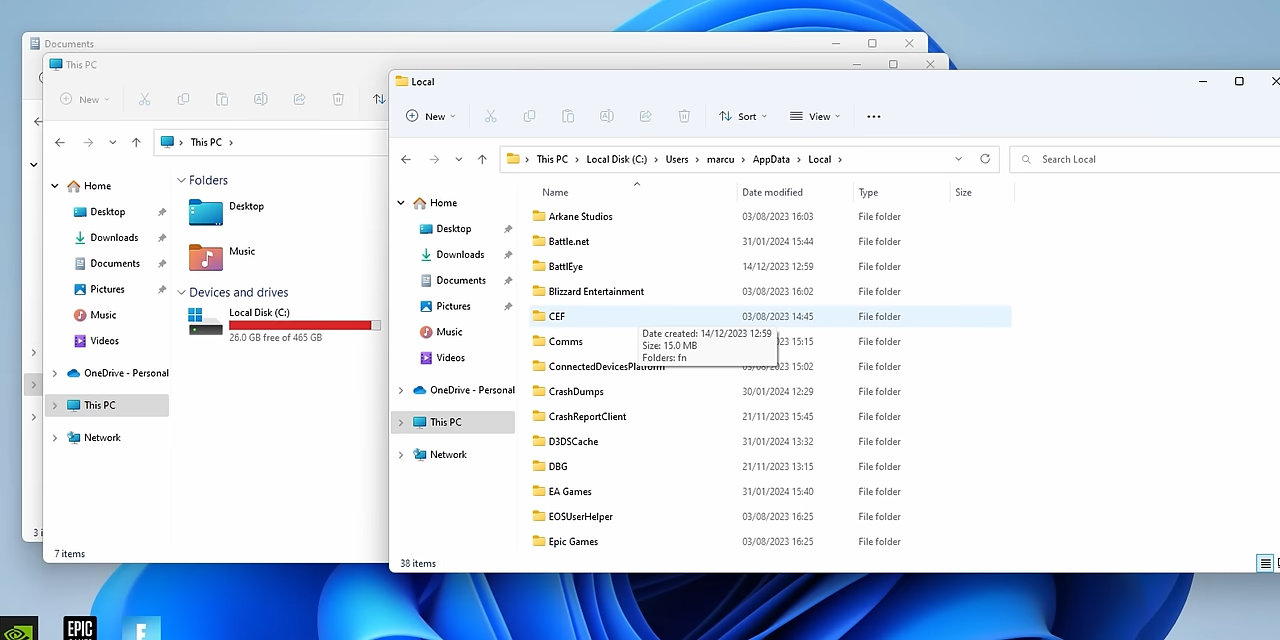 Documents
This PC
New
This PC
Home
Desktop
Downloads
Documents
Pictures
Music
Videos
OneDrive - Personal
This PC
Network
Folders
Desktop
Music
Devices and drives
Local Disk (C:)
26.0 GB free of 465 GB
7 items
Local
New
Sort
View
This PC > Local Disk (C:) > Users > marcu > AppData > Local >
Search Local
Home
Desktop
Downloads
Documents
Pictures
Music
Videos
OneDrive - Personal
This PC
Network
Name Date modified Type Size
Arkane Studios 03/08/2023 16:03 File folder
Battle.net 31/01/2024 15:44 File folder
BattlEye 14/12/2023 12:59 File folder
Blizzard Entertainment 03/08/2023 16:02 File folder
CEF 03/08/2023 14:45 File folder
Comms 15:15 File folder
Date created: 14/12/2023 12:59
Size: 15.0 MB
Folders: fn
ConnectedDevicesPlatform 03/08/2023 15:02 File folder
CrashDumps 30/01/2024 12:29 File folder
CrashReportClient 21/11/2023 15:45 File folder
D3DSCache 31/01/2024 13:32 File folder
DBG 21/11/2023 13:15 File folder
EA Games 31/01/2024 15:40 File folder
EOSUserHelper 03/08/2023 16:25 File folder
Epic Games 03/08/2023 16:25 File folder
38 items
EPIC